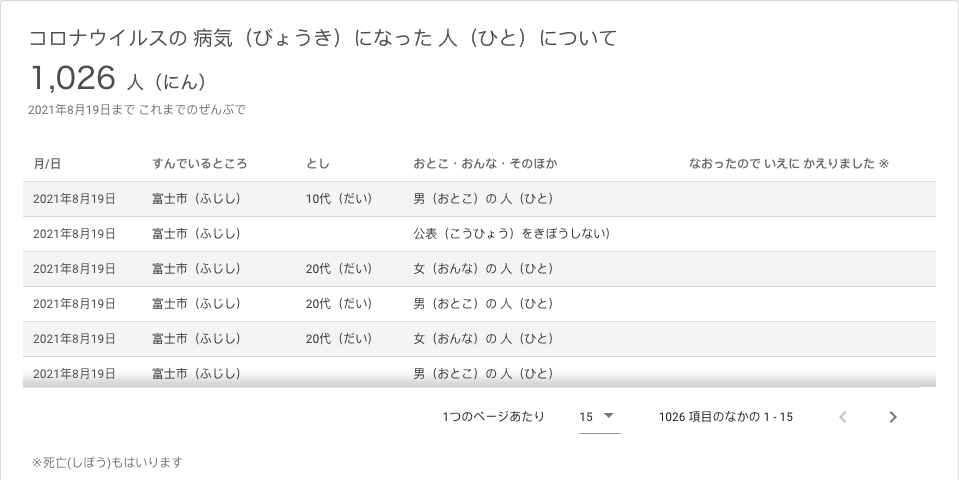 コロナウイルスの 病気（びょうき）になった 人（ひと）について
1,026 人（にん）
2021年8月19日まで これまでのぜんぶで
月/日 すんでいるところ とし おとこ・おんな・そのほか なおったので いえに かえりました ※
2021年8月19日 富士市（ふじし） 10代（だい） 男（おとこ）の 人（ひと）
2021年8月19日 富士市（ふじし） 公表（こうひょう）をきぼうしない）
2021年8月19日 富士市（ふじし） 20代（だい） 女（おんな）の 人（ひと）
2021年8月19日 富士市（ふじし） 20代（だい） 男（おとこ）の 人（ひと）
2021年8月19日 富士市（ふじし） 20代（だい） 女（おんな）の 人（ひと）
2021年8月19日 富士市（ふじし） 男（おとこ）の 人（ひと）
1つのページあたり 15 1026 項目のなかの 1 - 15
※死亡(しぼう)もはいります